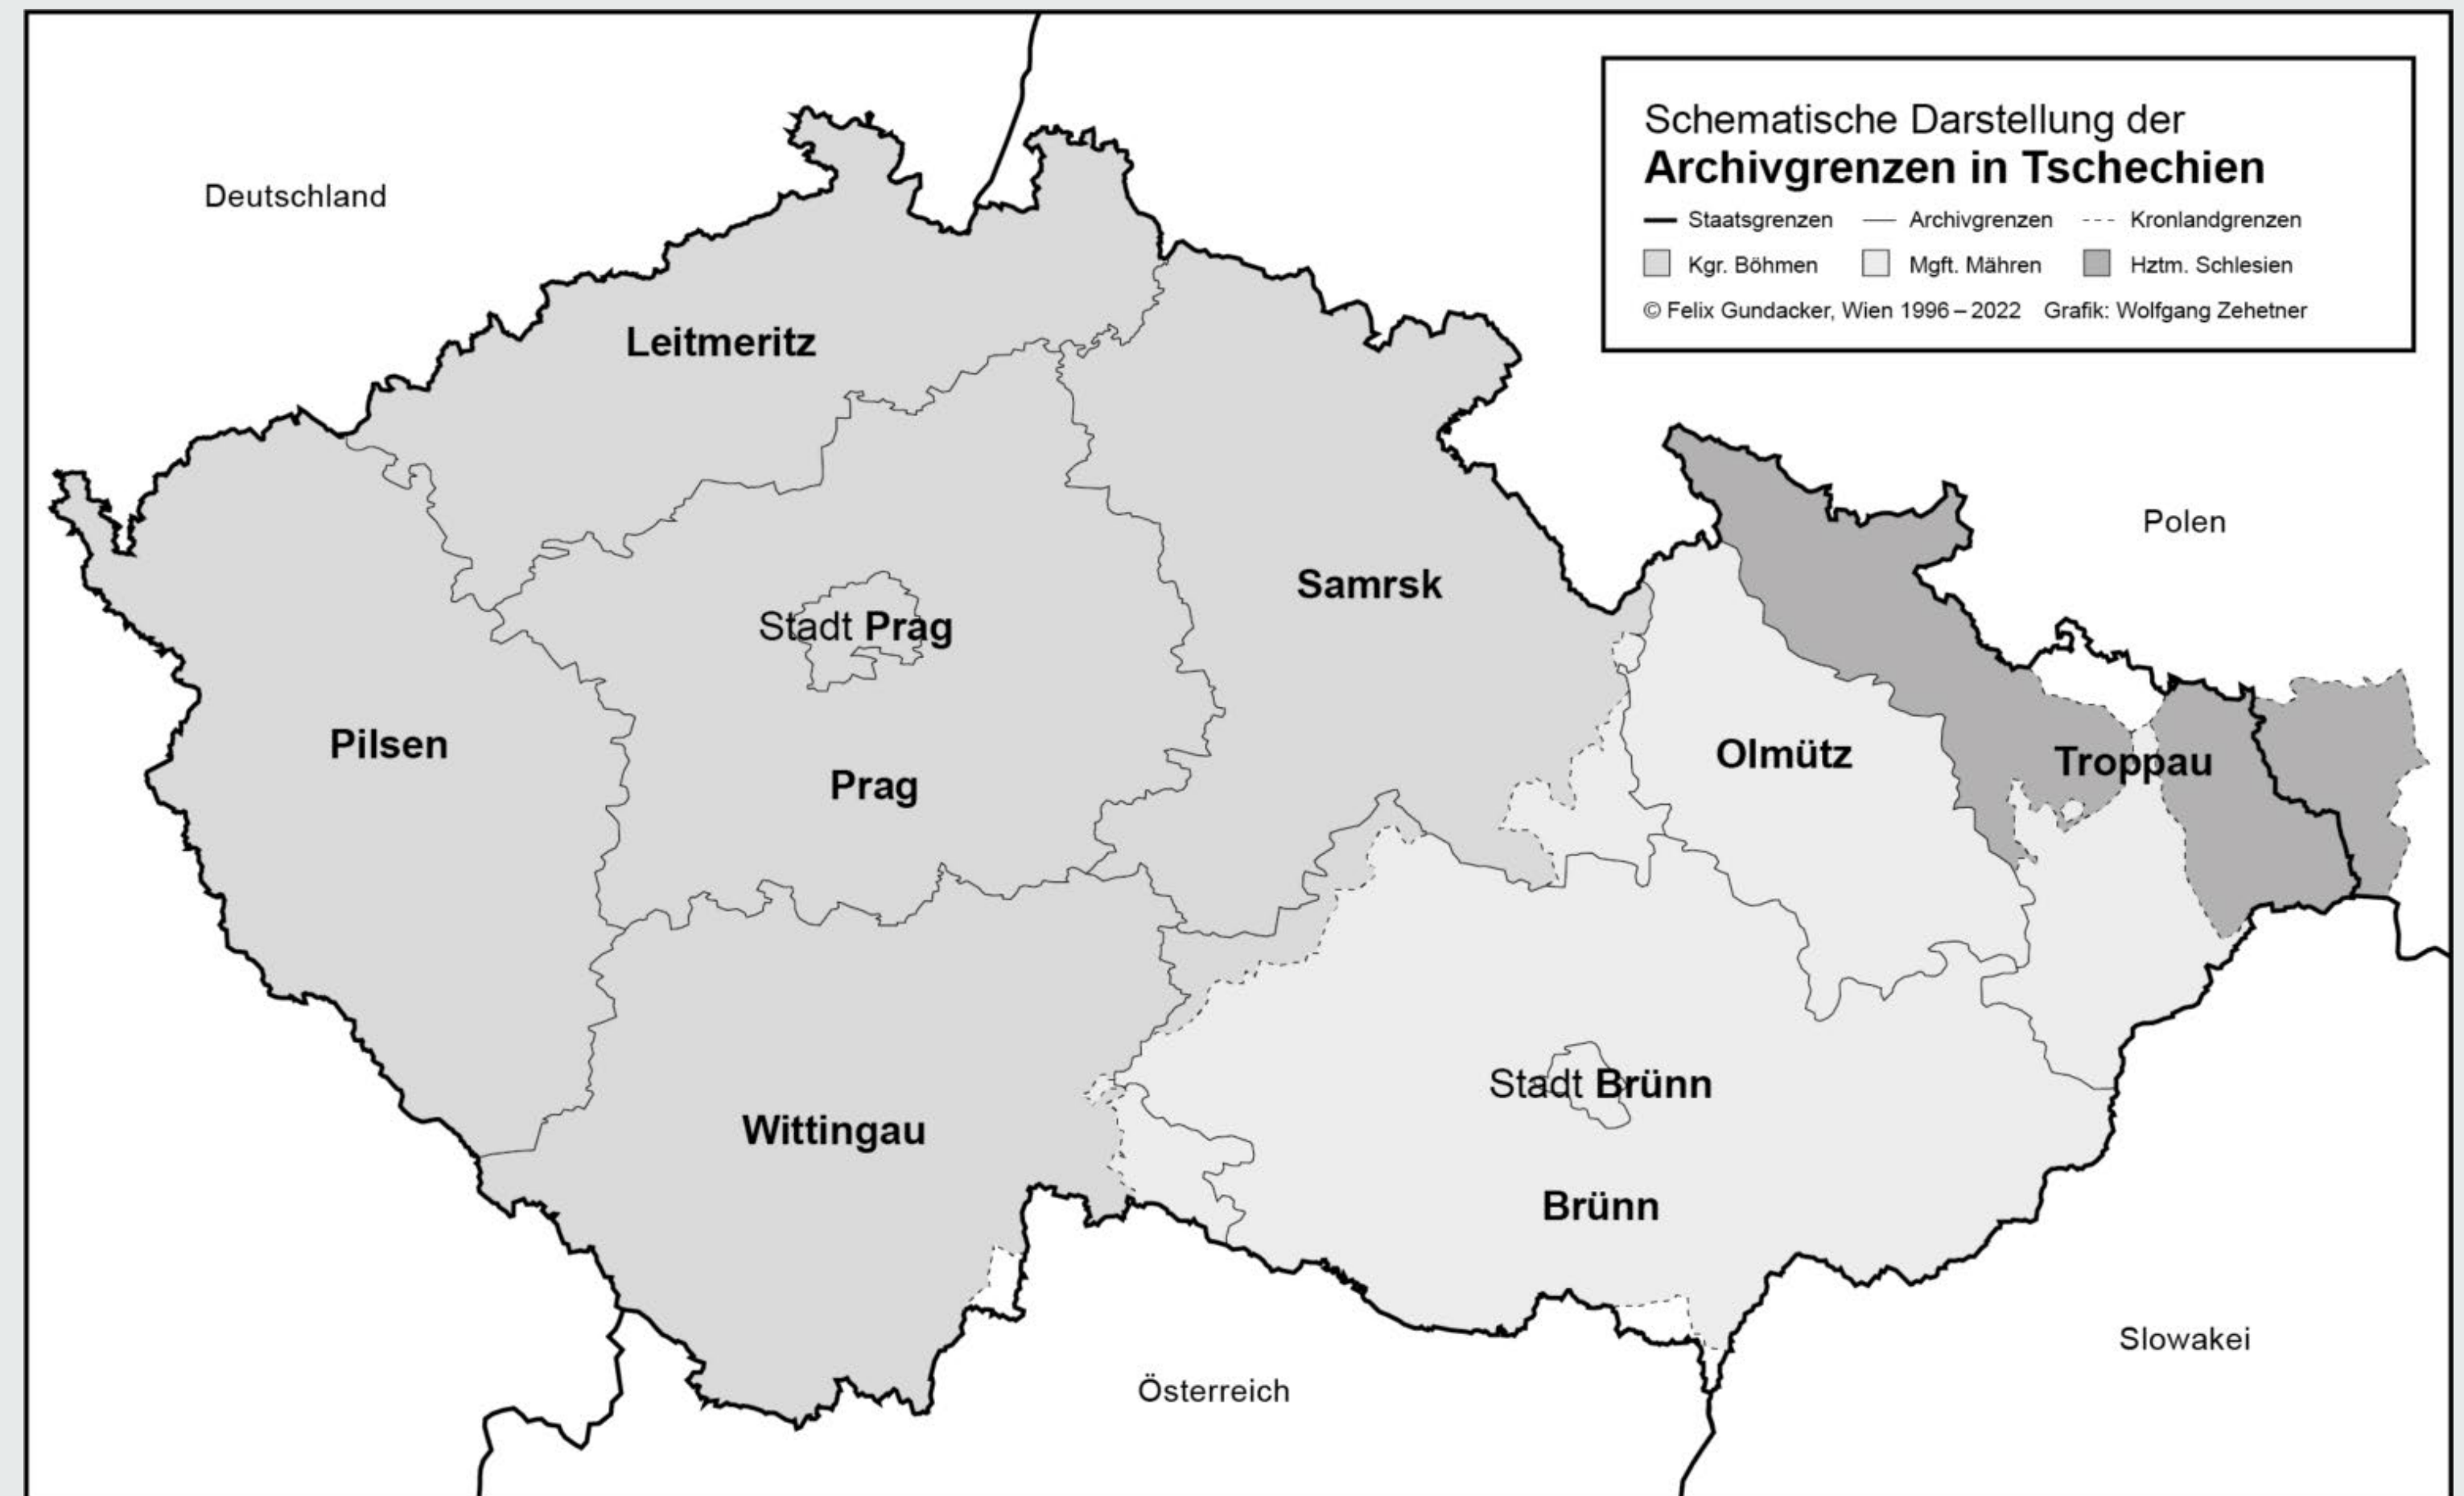 Schematische Darstellung der
Archivgrenzen in Tschechien
Staatsgrenzen Archivgrenzen Kronlandgrenzen
Kgr. Böhmen Mgft. Mähren Hztm. Schlesien
© Felix Gundacker, Wien 1996 – 2022 Grafik: Wolfgang Zehetner
Deutschland
Leitmeritz
Polen
Samrsk
Stadt Prag
Pilsen
Olmütz
Troppau
Prag
Stadt Brünn
Wittingau
Brünn
Slowakei
Österreich